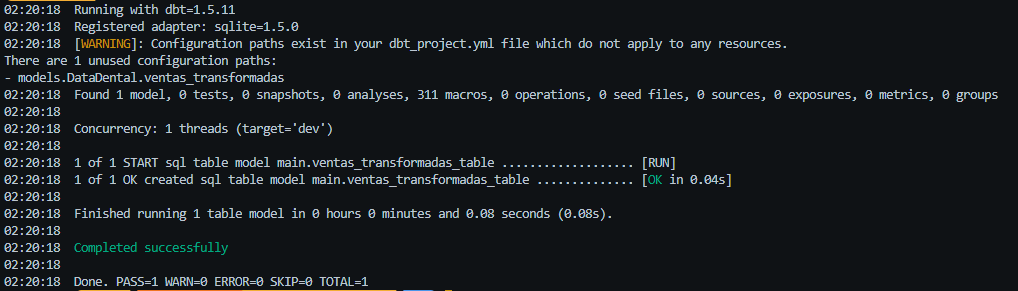 02:20:18  Running with dbt=1.5.11
02:20:18  Registered adapter: sqlite=1.5.0
02:20:18  [WARNING]: Configuration paths exist in your dbt_project.yml file which do not apply to any resources.
There are 1 unused configuration paths:
- models.DataDental.ventas_transformadas
02:20:18  Found 1 model, 0 tests, 0 snapshots, 0 analyses, 311 macros, 0 operations, 0 seed files, 0 sources, 0 exposures, 0 metrics, 0 groups
02:20:18
02:20:18  Concurrency: 1 threads (target='dev')
02:20:18
02:20:18  1 of 1 START sql table model main.ventas_transformadas_table ................... [RUN]
02:20:18  1 of 1 OK created sql table model main.ventas_transformadas_table .............. [OK in 0.04s]
02:20:18
02:20:18  Finished running 1 table model in 0 hours 0 minutes and 0.08 seconds (0.08s).
02:20:18
02:20:18  Completed successfully
02:20:18
02:20:18  Done. PASS=1 WARN=0 ERROR=0 SKIP=0 TOTAL=1